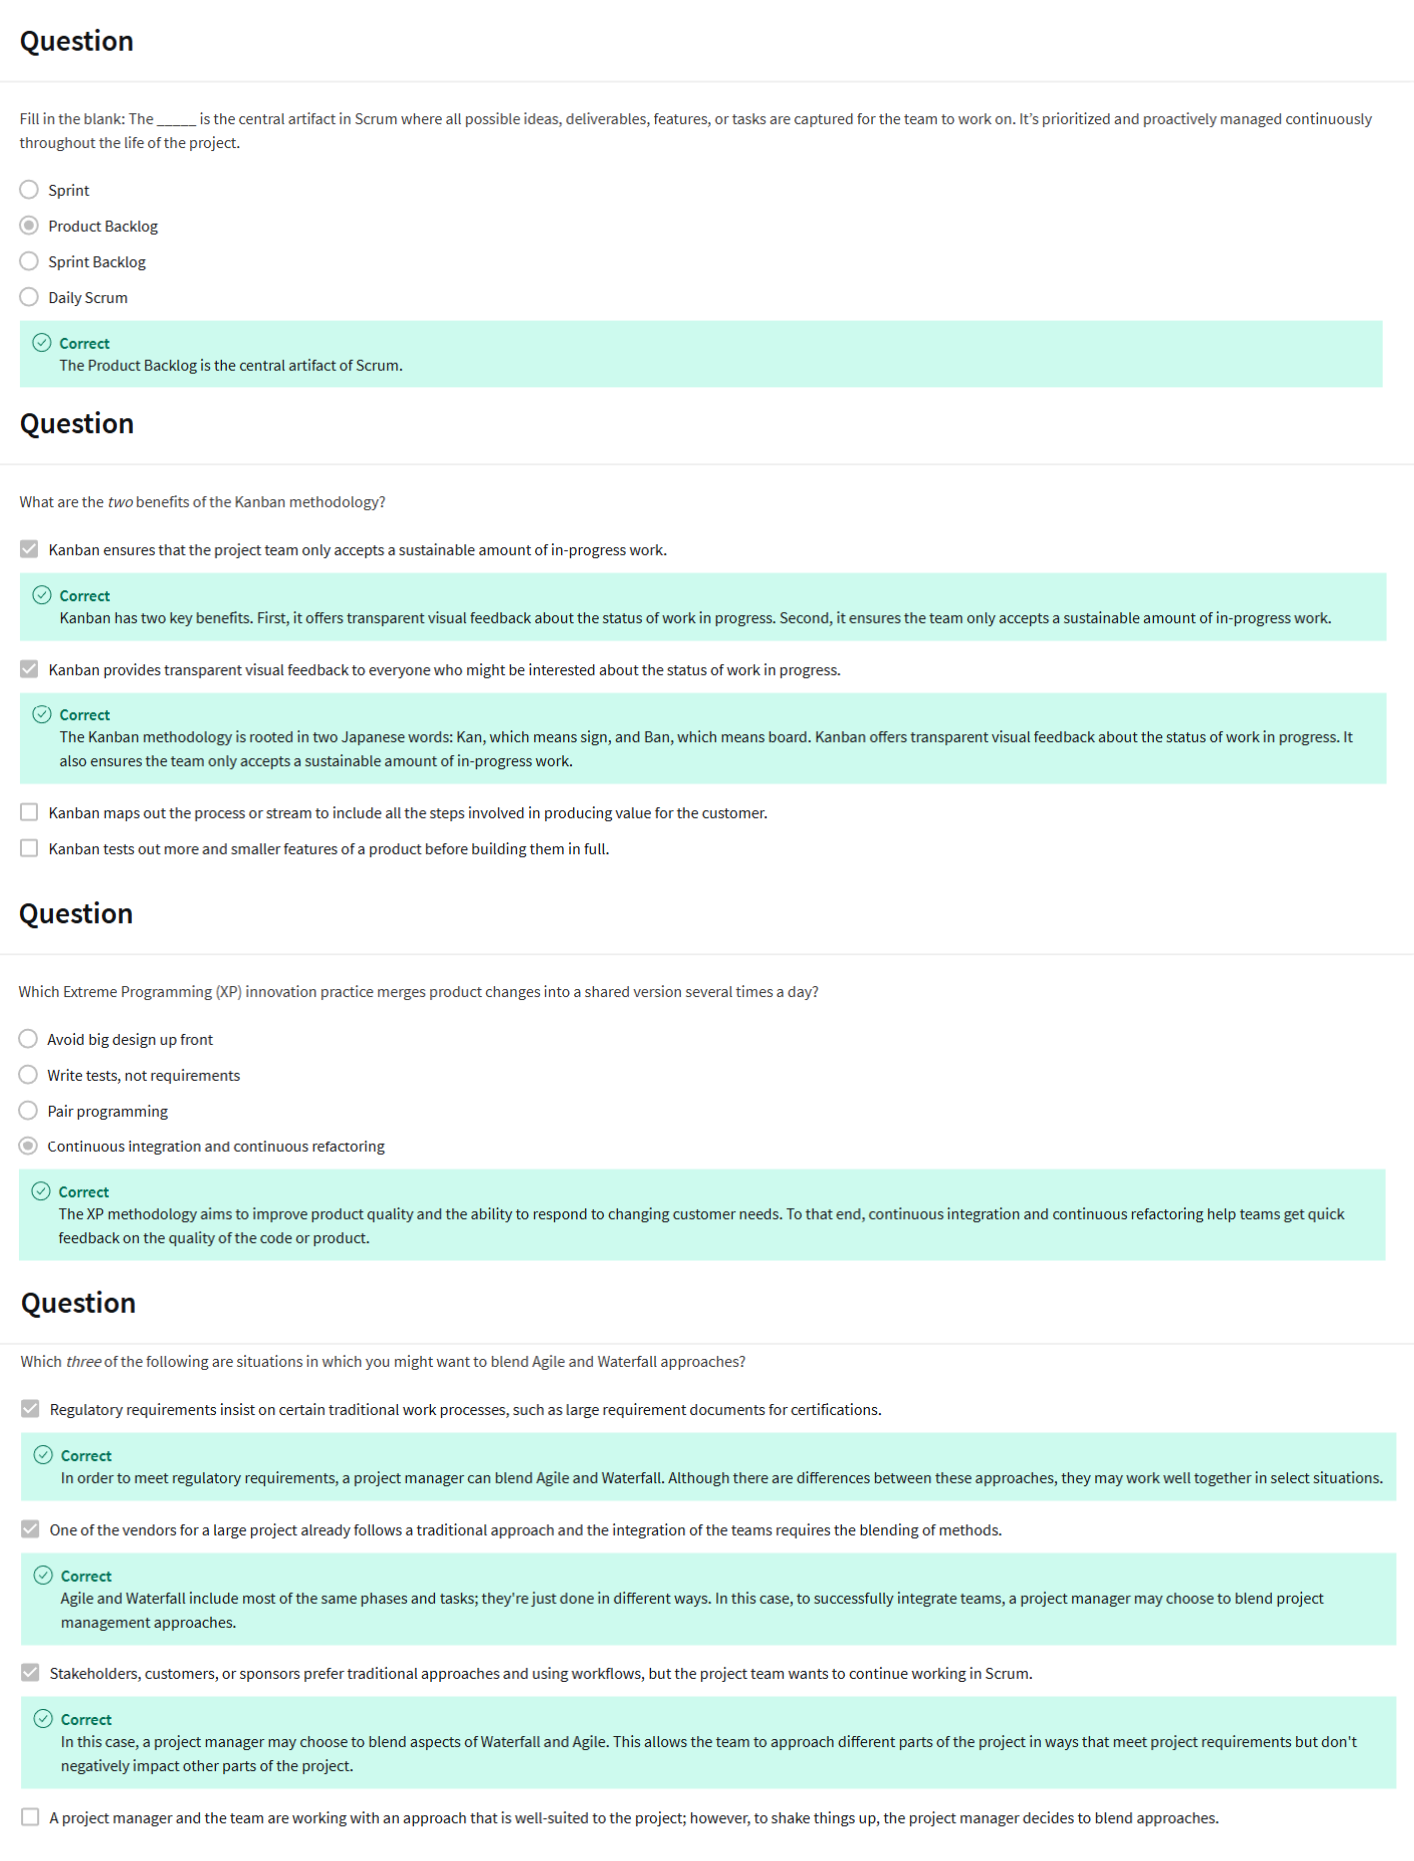 Question
Fill in the blank: The _____ is the central artifact in Scrum where all possible ideas, deliverables, features, or tasks are captured for the team to work on. It’s prioritized and proactively managed continuously
throughout the life of the project.
Sprint
Product Backlog
Sprint Backlog
Daily Scrum
Correct
The Product Backlog is the central artifact of Scrum.
Question
What are the two benefits of the Kanban methodology?
Kanban ensures that the project team only accepts a sustainable amount of in-progress work.
Correct
Kanban has two key benefits. First, it offers transparent visual feedback about the status of work in progress. Second, it ensures the team only accepts a sustainable amount of in-progress work.
Kanban provides transparent visual feedback to everyone who might be interested about the status of work in progress.
Correct
The Kanban methodology is rooted in two Japanese words: Kan, which means sign, and Ban, which means board. Kanban offers transparent visual feedback about the status of work in progress. It
also ensures the team only accepts a sustainable amount of in-progress work.
Kanban maps out the process or stream to include all the steps involved in producing value for the customer.
Kanban tests out more and smaller features of a product before building them in full.
Question
Which Extreme Programming (XP) innovation practice merges product changes into a shared version several times a day?
Avoid big design up front
Write tests, not requirements
Pair programming
Continuous integration and continuous refactoring
Correct
The XP methodology aims to improve product quality and the ability to respond to changing customer needs. To that end, continuous integration and continuous refactoring help teams get quick
feedback on the quality of the code or product.
Question
Which three of the following are situations in which you might want to blend Agile and Waterfall approaches?
Regulatory requirements insist on certain traditional work processes, such as large requirement documents for certifications.
Correct
In order to meet regulatory requirements, a project manager can blend Agile and Waterfall. Although there are differences between these approaches, they may work well together in select situations.
One of the vendors for a large project already follows a traditional approach and the integration of the teams requires the blending of methods.
Correct
Agile and Waterfall include most of the same phases and tasks; they're just done in different ways. In this case, to successfully integrate teams, a project manager may choose to blend project
management approaches.
Stakeholders, customers, or sponsors prefer traditional approaches and using workflows, but the project team wants to continue working in Scrum.
Correct
In this case, a project manager may choose to blend aspects of Waterfall and Agile. This allows the team to approach different parts of the project in ways that meet project requirements but don't
negatively impact other parts of the project.
A project manager and the team are working with an approach that is well-suited to the project; however, to shake things up, the project manager decides to blend approaches.